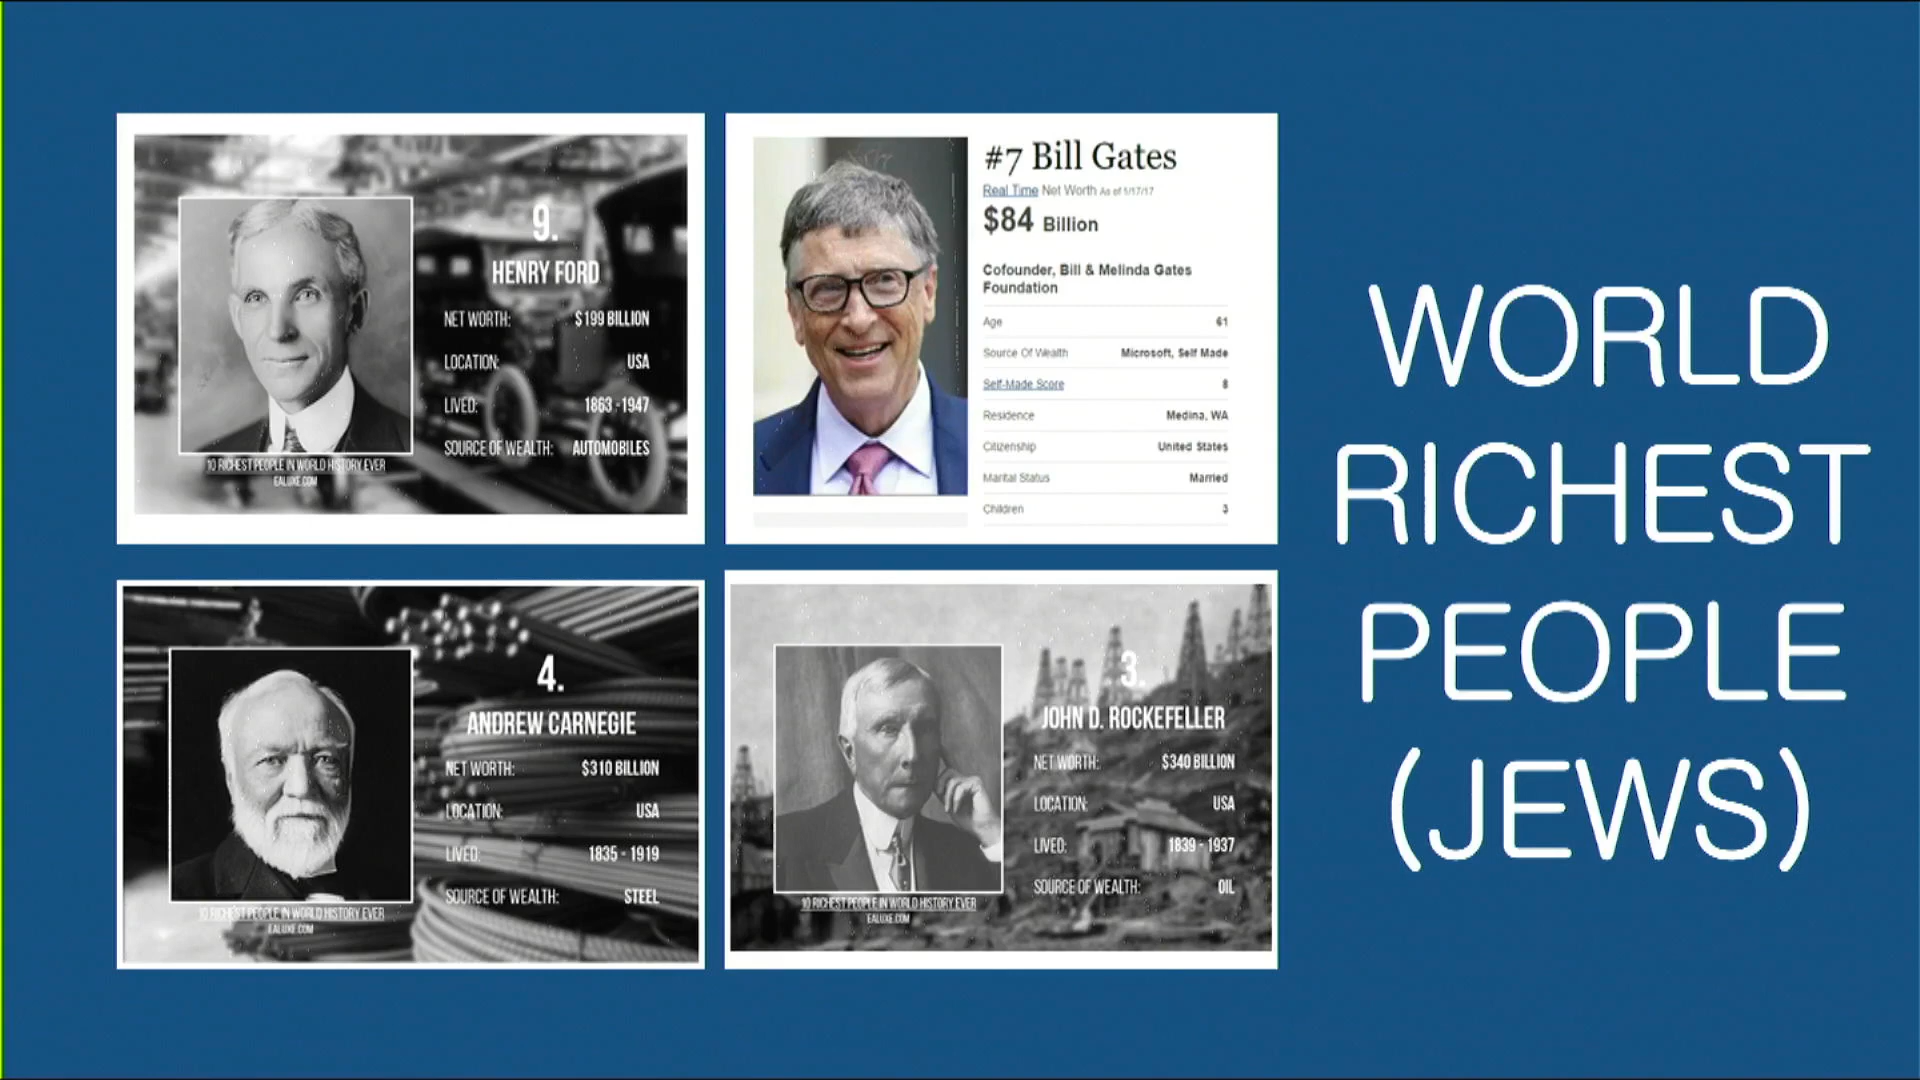 9.
HENRY FORD
NET WORTH: $199 BILLION
LOCATION: USA
LIVED: 1863 - 1947
SOURCE OF WEALTH: AUTOMOBILES
10 RICHEST PEOPLE IN WORLD HISTORY EVER
EALUXE.COM
#7 Bill Gates
Real Time Net Worth As of 1/17/17
$84 Billion
Cofounder, Bill & Melinda Gates
Foundation
Age 61
Source Of Wealth Microsoft, Self Made
Self-Made Score 8
Residence Medina, WA
Citizenship United States
Marital Status Married
Children 3
4.
ANDREW CARNEGIE
NET WORTH: $310 BILLION
LOCATION: USA
LIVED: 1835 - 1919
SOURCE OF WEALTH: STEEL
10 RICHEST PEOPLE IN WORLD HISTORY EVER
EALUXE.COM
3.
JOHN D. ROCKEFELLER
NET WORTH: $340 BILLION
LOCATION: USA
LIVED: 1839 - 1937
SOURCE OF WEALTH: OIL
10 RICHEST PEOPLE IN WORLD HISTORY EVER
EALUXE.COM
WORLD
RICHEST
PEOPLE
(JEWS)